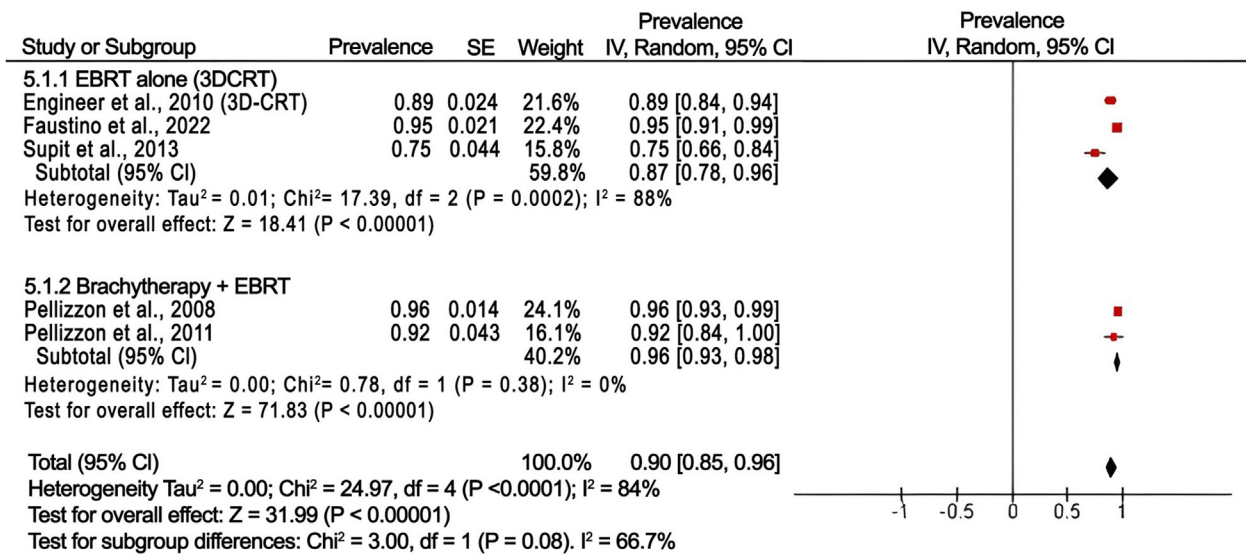 Prevalence Prevalence
Study or Subgroup Prevalence SE Weight IV, Random, 95% CI IV, Random, 95% CI
5.1.1 EBRT alone (3DCRT)
Engineer et al., 2010 (3D-CRT) 0.89 0.024 21.6% 0.89 [0.84, 0.94]
Faustino et al., 2022 0.95 0.021 22.4% 0.95 [0.91, 0.99]
Supit et al., 2013 0.75 0.044 15.8% 0.75 [0.66, 0.84]
Subtotal (95% CI) 59.8% 0.87 [0.78, 0.96]
Heterogeneity: Tau² = 0.01; Chi²= 17.39, df = 2 (P = 0.0002); I² = 88%
Test for overall effect: Z = 18.41 (P < 0.00001)
5.1.2 Brachytherapy + EBRT
Pellizzon et al., 2008 0.96 0.014 24.1% 0.96 [0.93, 0.99]
Pellizzon et al., 2011 0.92 0.043 16.1% 0.92 [0.84, 1.00]
Subtotal (95% CI) 40.2% 0.96 [0.93, 0.98]
Heterogeneity: Tau² = 0.00; Chi²= 0.78, df = 1 (P = 0.38); I² = 0%
Test for overall effect: Z = 71.83 (P < 0.00001)
Total (95% CI) 100.0% 0.90 [0.85, 0.96]
Heterogeneity Tau² = 0.00; Chi² = 24.97, df = 4 (P <0.0001); I² = 84%
Test for overall effect: Z = 31.99 (P < 0.00001)
Test for subgroup differences: Chi² = 3.00, df = 1 (P = 0.08). I² = 66.7%
-1 -0.5 0 0.5 1